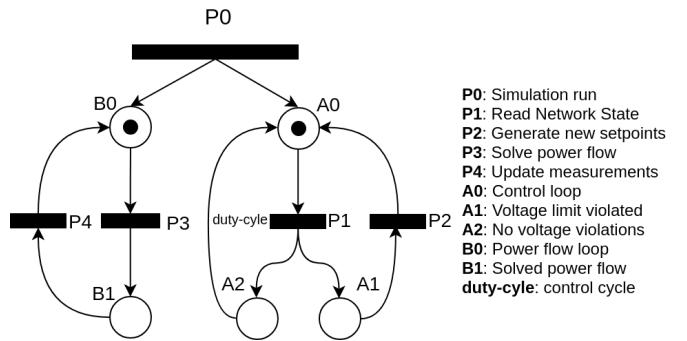 P0
B0
A0
P4
P3
duty-cyle
P1
P2
B1
A2
A1
P0: Simulation run
P1: Read Network State
P2: Generate new setpoints
P3: Solve power flow
P4: Update measurements
A0: Control loop
A1: Voltage limit violated
A2: No voltage violations
B0: Power flow loop
B1: Solved power flow
duty-cyle: control cycle